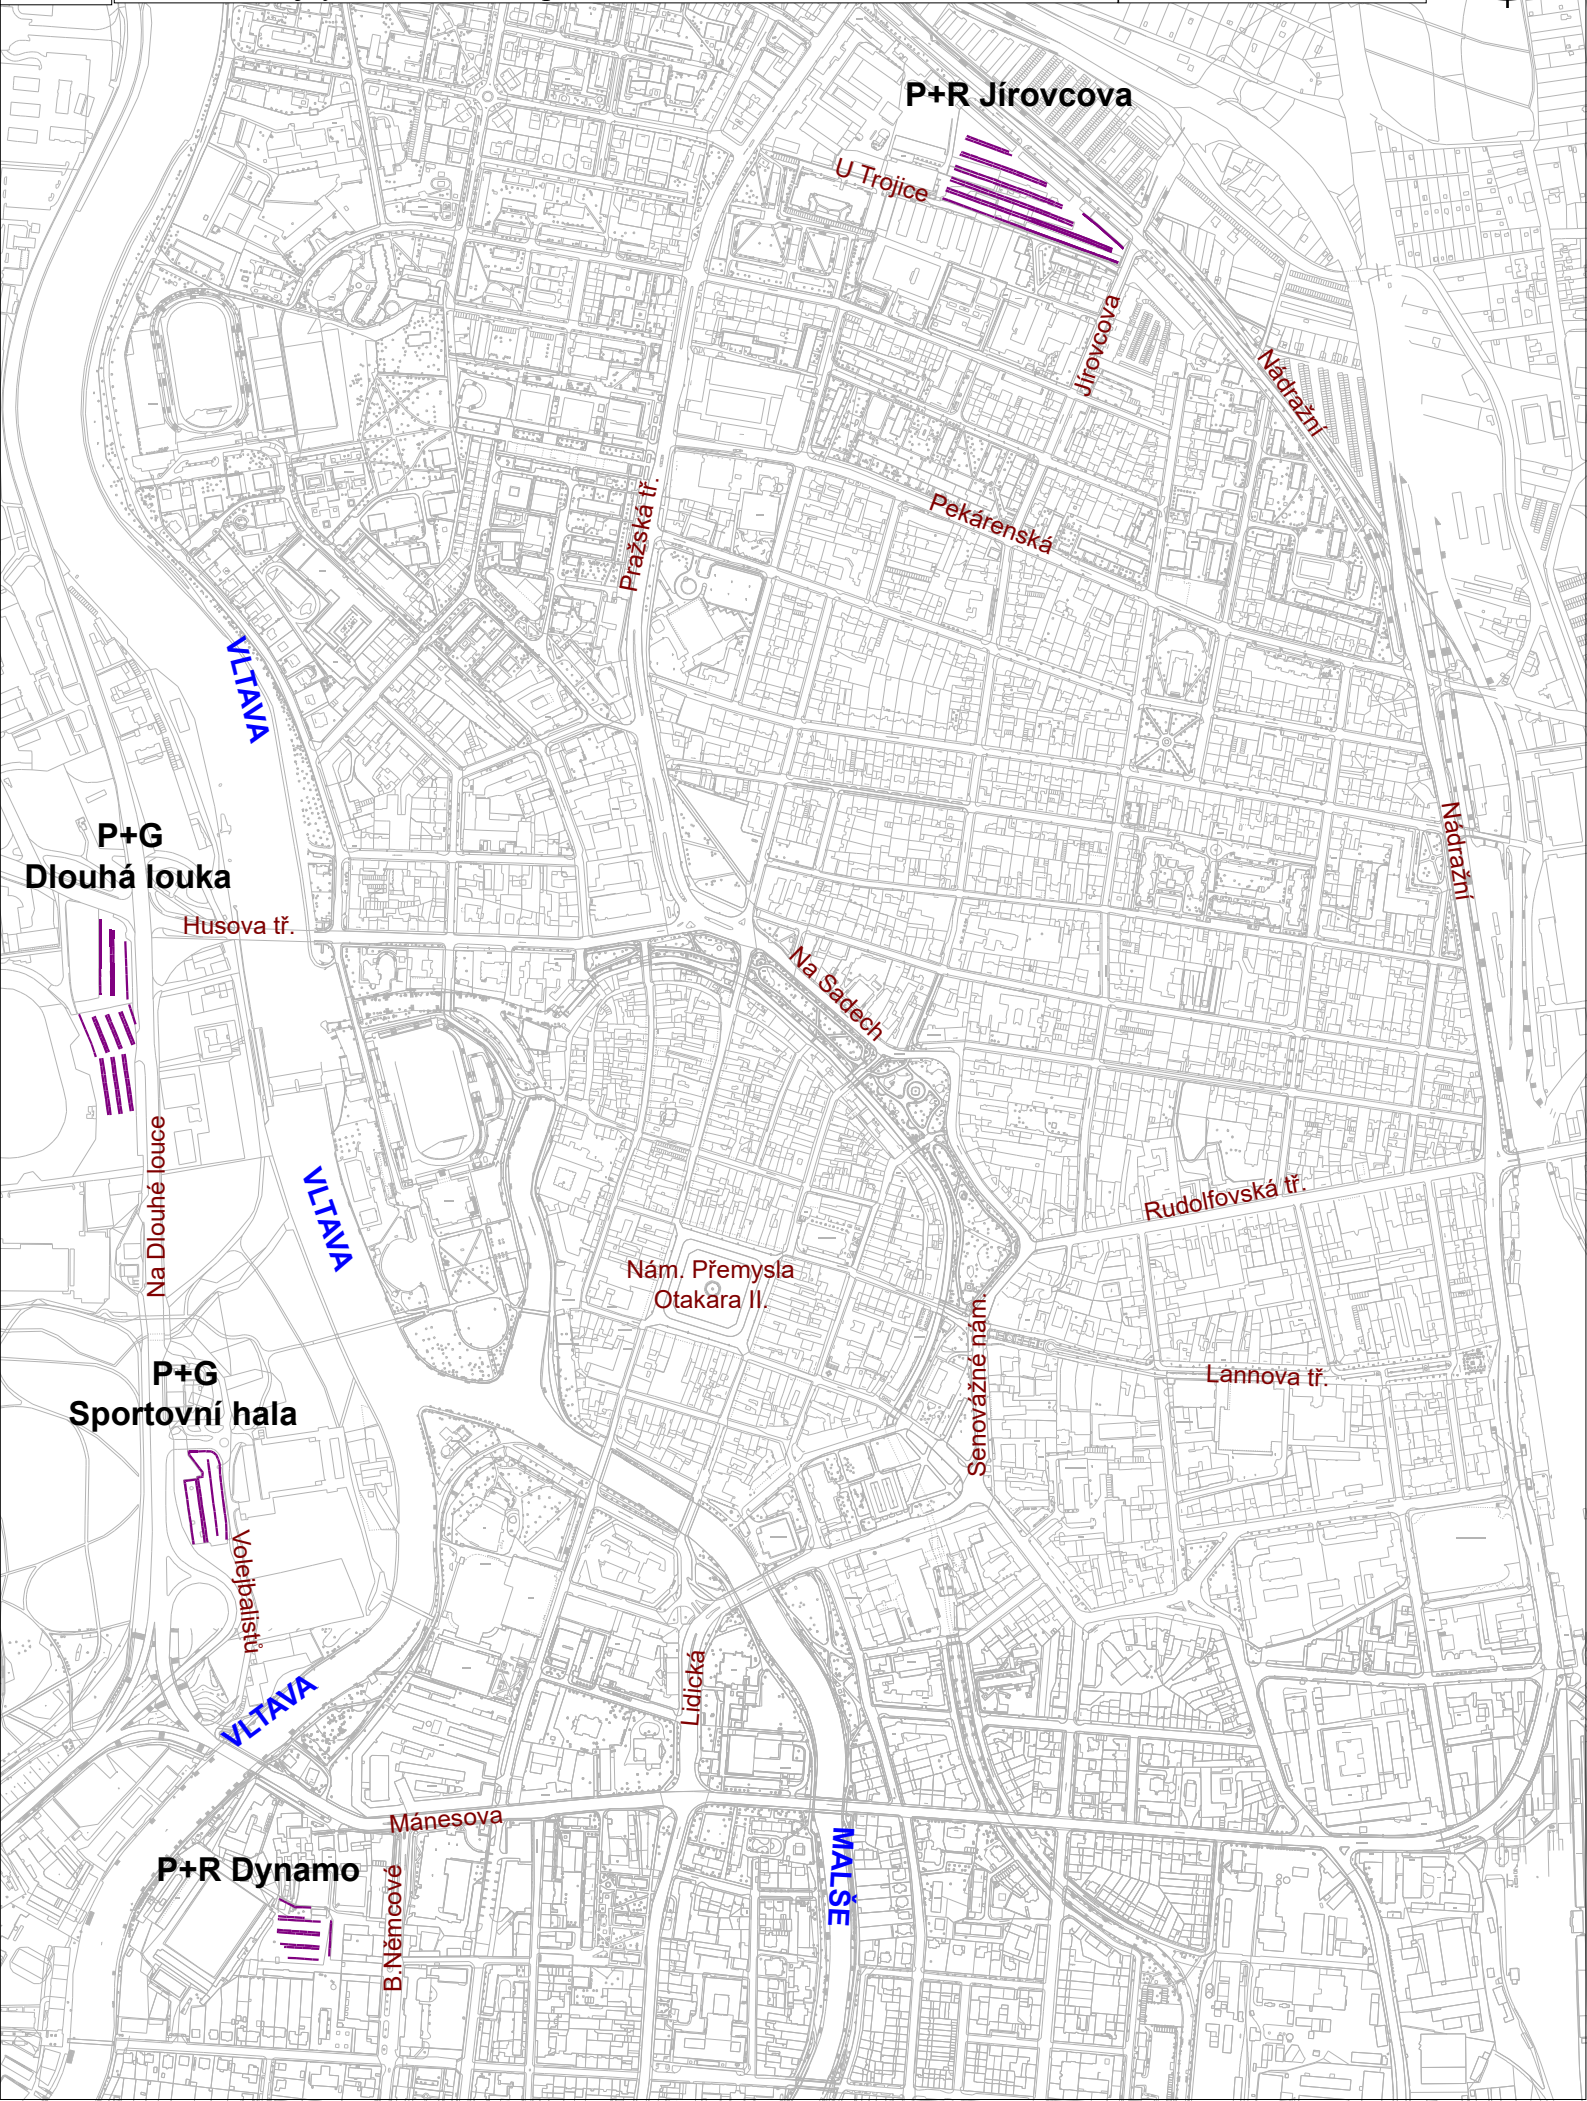 P+R Jírovcova
U Trojice
Jírovcova
Nádražní
Pražská tř.
Pekárenská
VLTAVA
P+G
Dlouhá louka
Husova tř.
Nádražní
Na Sadech
Na Dlouhé louce
VLTAVA
Rudolfovská tř.
Nám. Přemysla
Otakara II.
Senovážné nám.
P+G
Sportovní hala
Lannova tř.
Volejbalistů
Lidická
VLTAVA
Mánesova
MALŠE
P+R Dynamo
B.Němcové